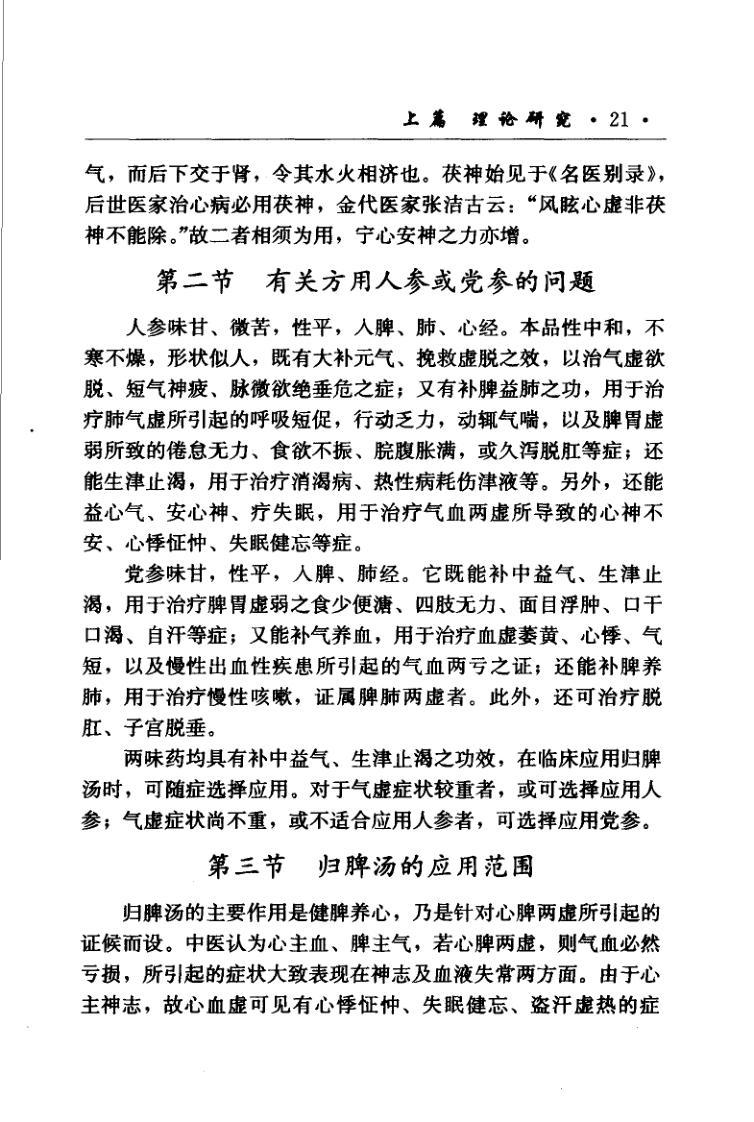 上篇 理论研究 · 21 ·
气，而后下交于肾，令其水火相济也。茯神始见于《名医别录》，
后世医家治心病必用茯神，金代医家张洁古云：“风眩心虚非茯
神不能除。”故二者相须为用，宁心安神之力亦增。
第二节 有关方用人参或党参的问题
人参味甘、微苦，性平，入脾、肺、心经。本品性中和，不
寒不燥，形状似人，既有大补元气、挽救虚脱之效，以治气虚欲
脱、短气神疲、脉微欲绝垂危之症；又有补脾益肺之功，用于治
疗肺气虚所引起的呼吸短促，行动乏力，动辄气喘，以及脾胃虚
弱所致的倦怠无力、食欲不振、脘腹胀满，或久泻脱肛等症；还
能生津止渴，用于治疗消渴病、热性病耗伤津液等。另外，还能
益心气、安心神、疗失眠，用于治疗气血两虚所导致的心神不
安、心悸怔忡、失眠健忘等症。
党参味甘，性平，入脾、肺经。它既能补中益气、生津止
渴，用于治疗脾胃虚弱之食少便溏、四肢无力、面目浮肿、口干
口渴、自汗等症；又能补气养血，用于治疗血虚萎黄、心悸、气
短，以及慢性出血性疾患所引起的气血两亏之证；还能补脾养
肺，用于治疗慢性咳嗽，证属脾肺两虚者。此外，还可治疗脱
肛、子宫脱垂。
两味药均具有补中益气、生津止渴之功效，在临床应用归脾
汤时，可随症选择应用。对于气虚症状较重者，或可选择应用人
参；气虚症状尚不重，或不适合应用人参者，可选择应用党参。
第三节 归脾汤的应用范围
归脾汤的主要作用是健脾养心，乃是针对心脾两虚所引起的
证候而设。中医认为心主血、脾主气，若心脾两虚，则气血必然
亏损，所引起的症状大致表现在神志及血液失常两方面。由于心
主神志，故心血虚可见有心悸怔忡、失眠健忘、盗汗虚热的症